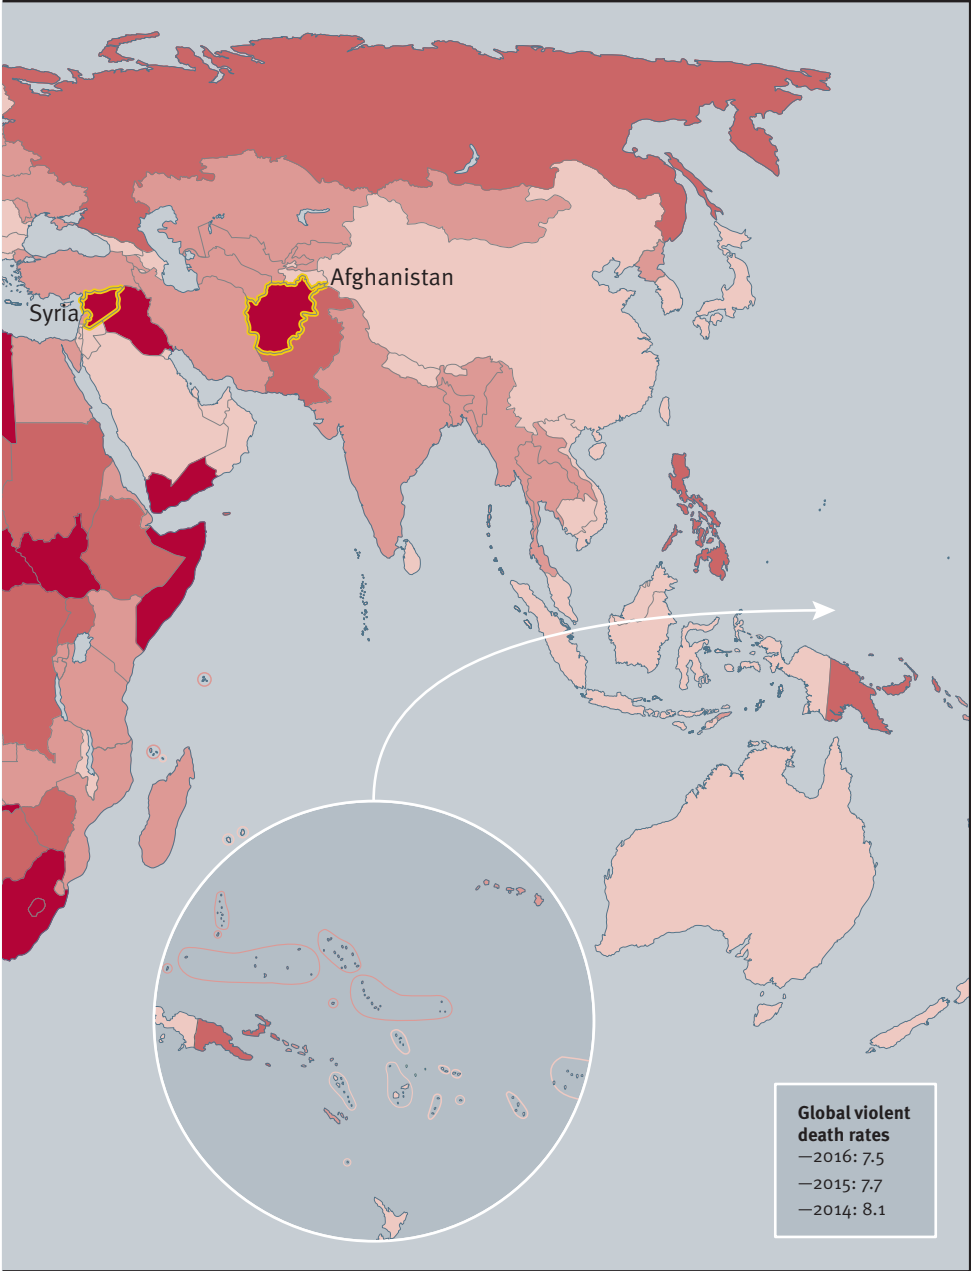 Afghanistan
Syria
Global violent
death rates
—2016: 7.5
—2015: 7.7
—2014: 8.1